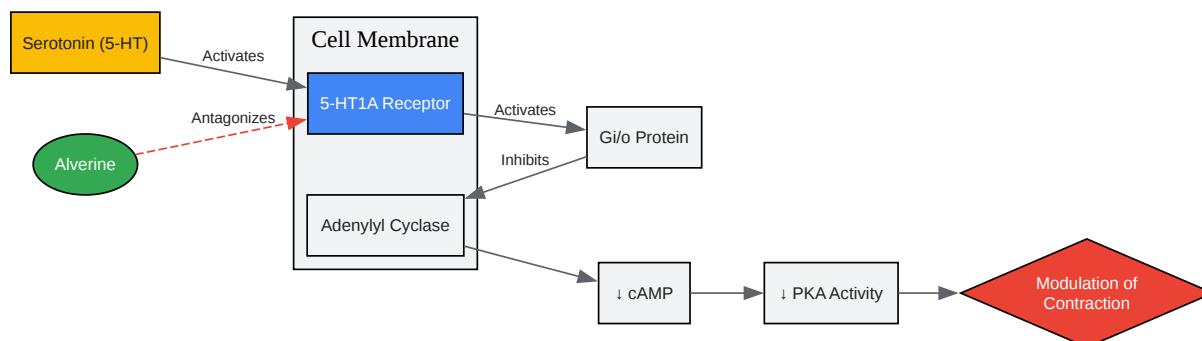 Serotonin (5-HT)
Activates
Cell Membrane
5-HT1A Receptor
Antagonizes
Alverine
Activates
Gi/o Protein
Inhibits
Adenylyl Cyclase
↓ cAMP
↓ PKA Activity
Modulation of
Contraction